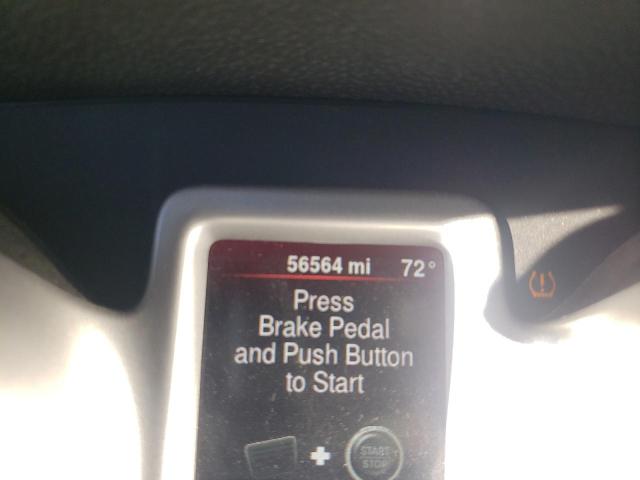 56564 mi 72°
Press
Brake Pedal
and Push Button
to Start
START
STOP